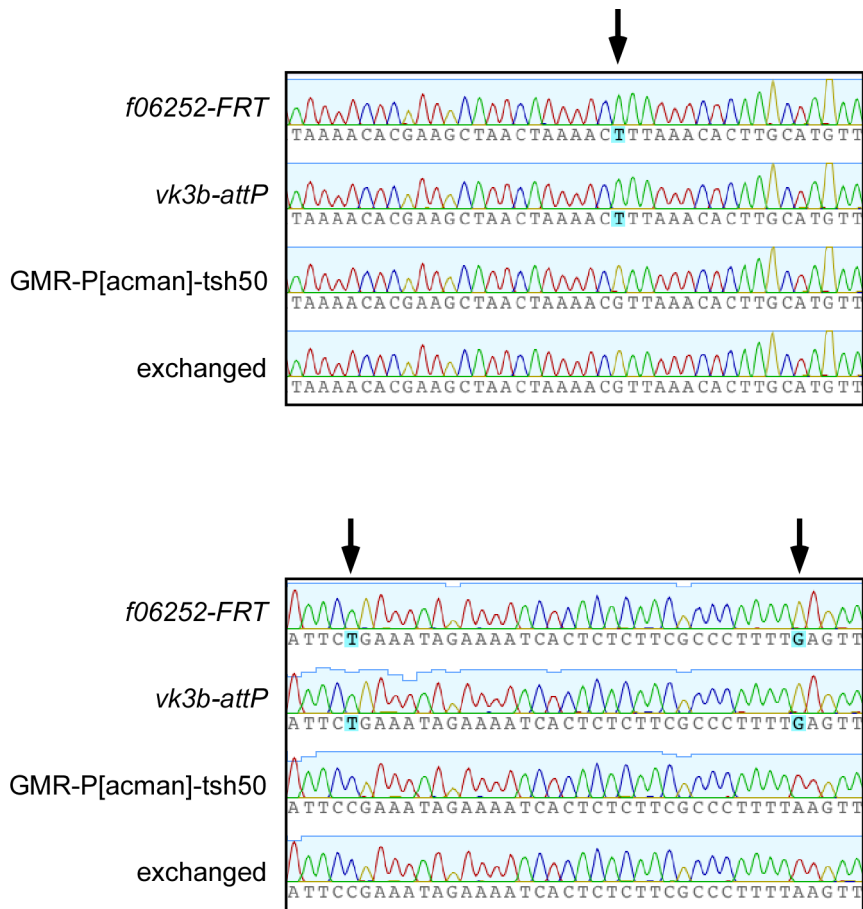 f06252-FRT
TAAAACACGAAGCTAACTAAAACTTTAAACACTTGCATGTT
vk3b-attP
TAAAACACGAAGCTAACTAAAACTTTAAACACTTGCATGTT
GMR-P[acman]-tsh50
TAAAACACGAAGCTAACTAAAACGTTAAACACTTGCATGTT
exchanged
TAAAACACGAAGCTAACTAAAACGTTAAACACTTGCATGTT
f06252-FRT
ATTCTGAAATAGAAAATCACTCTCTTCGCCCTTTTGAGTT
vk3b-attP
ATTCTGAAATAGAAAATCACTCTCTTCGCCCTTTTGAGTT
GMR-P[acman]-tsh50
ATTCCGAAATAGAAAATCACTCTCTTCGCCCTTTTAAGTT
exchanged
ATTCCGAAATAGAAAATCACTCTCTTCGCCCTTTTAAGTT